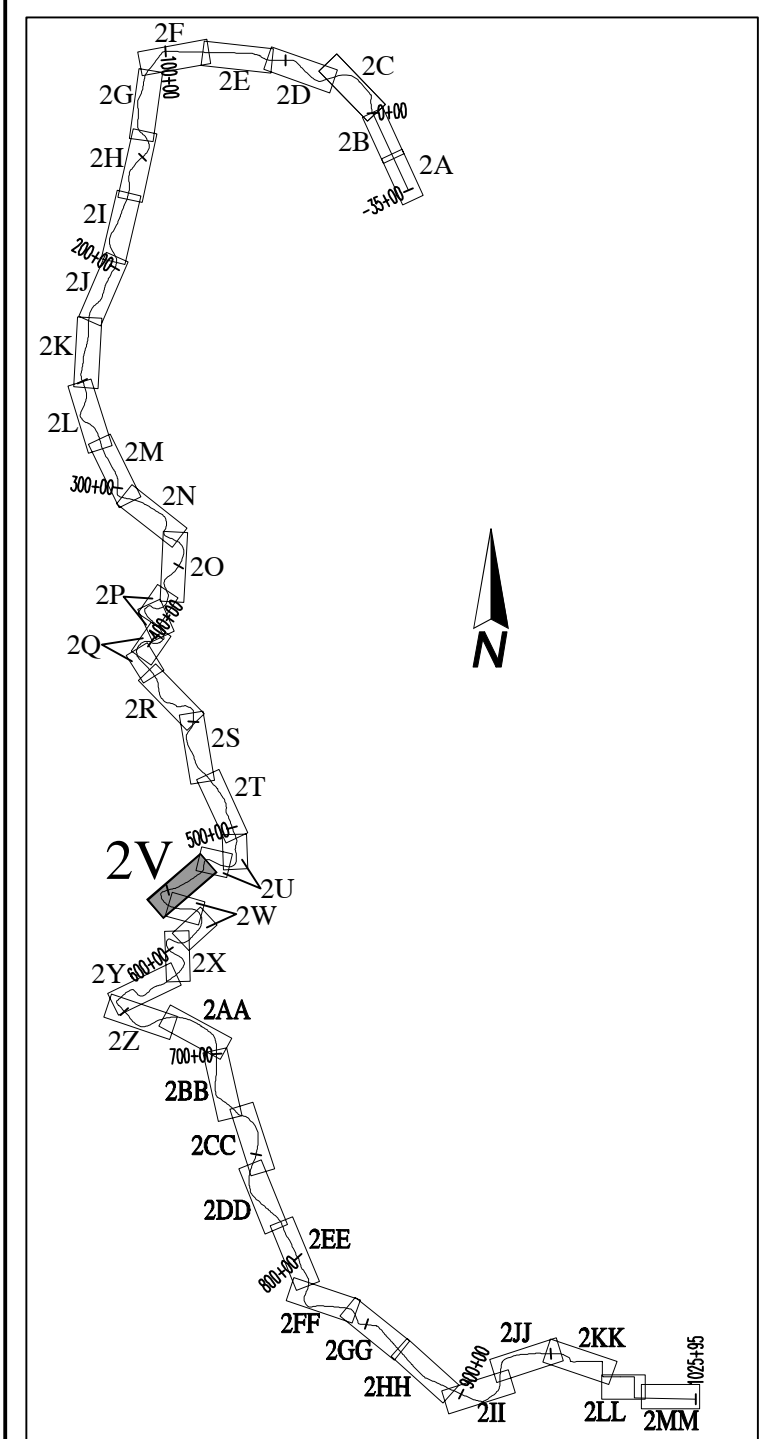 2F
2C
100+00
2E
2D
2G
0+00
2B
2H
2A
-35+00
2I
200+00
2J
2K
2L
2M
300+00
2N
2O
2P
400+00
2Q
N
2R
2S
2T
500+00
2V
2U
2W
600+00
2X
2Y
2AA
2Z
700+00
2BB
2CC
2DD
2EE
800+00
2FF
2GG
2JJ
2KK
900+00
1025+95
2HH
2II
2LL
2MM